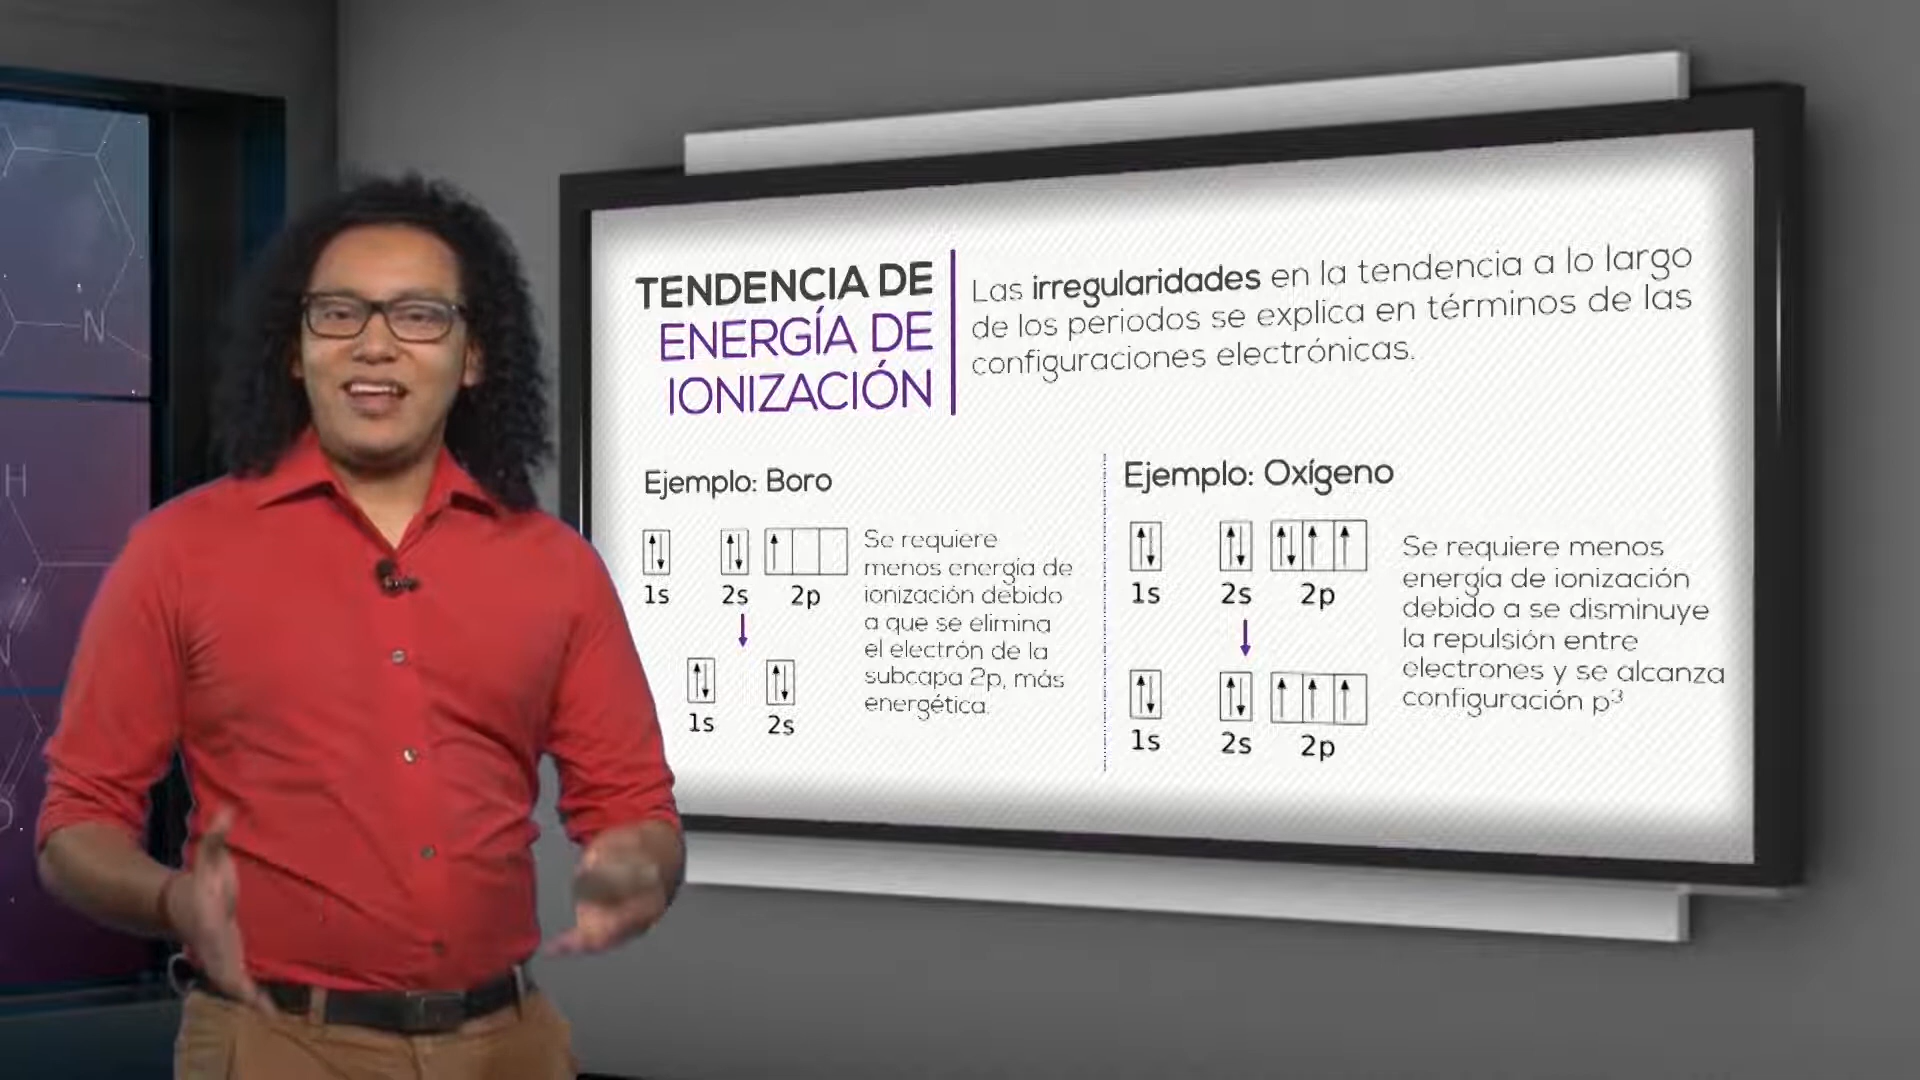 TENDENCIA DE
ENERGÍA DE
IONIZACIÓN
Las irregularidades en la tendencia a lo largo
de los periodos se explica en términos de las
configuraciones electrónicas.
Ejemplo: Boro
1s 2s 2p
1s 2s
Se requiere
menos energía de
ionización debido
a que se elimina
el electrón de la
subcapa 2p, más
energética.
Ejemplo: Oxígeno
1s 2s 2p
1s 2s 2p
Se requiere menos
energía de ionización
debido a se disminuye
la repulsión entre
electrones y se alcanza
configuración p³
N
H
N
O